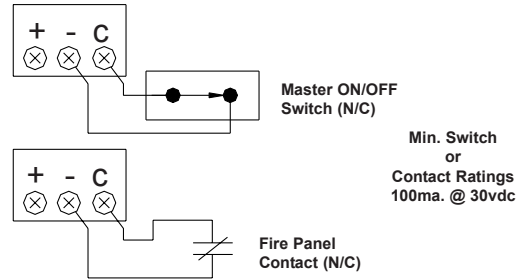 + - C
Master ON/OFF
Switch (N/C)
Min. Switch
or
Contact Ratings
100ma. @ 30vdc
+ - C
Fire Panel
Contact (N/C)